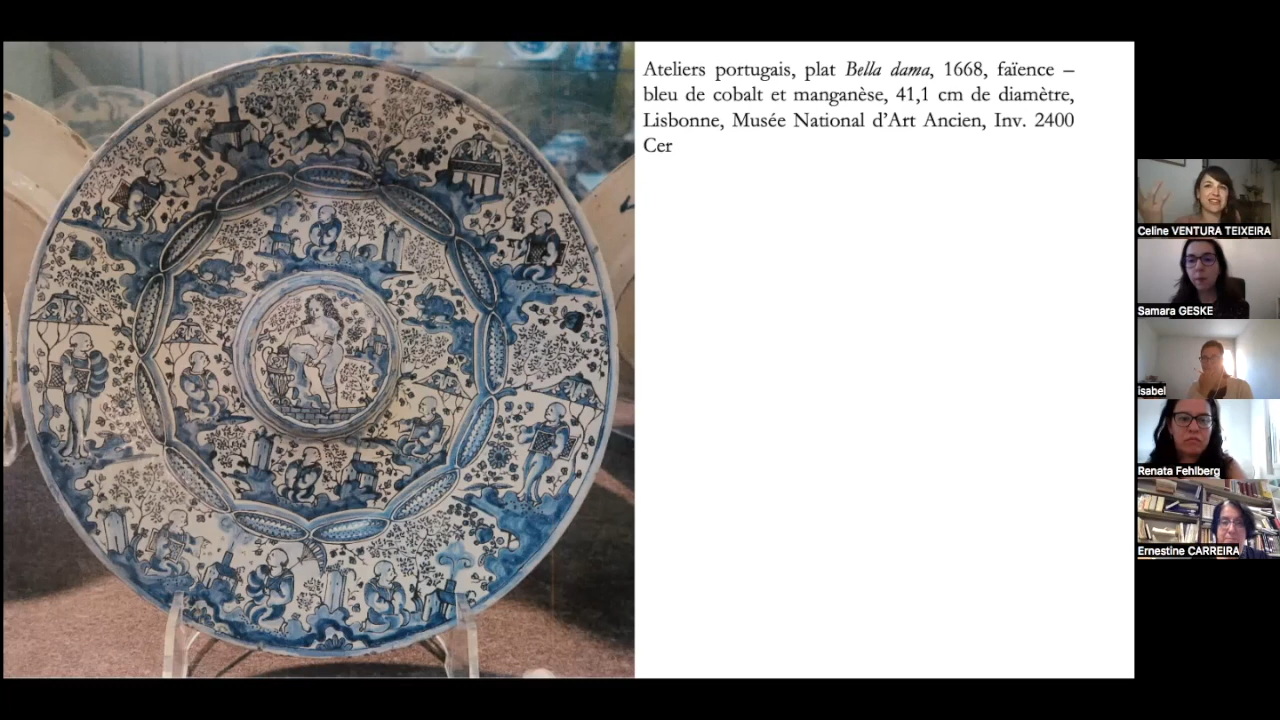 Ateliers portugais, plat Bella dama, 1668, faïence –
bleu de cobalt et manganèse, 41,1 cm de diamètre,
Lisbonne, Musée National d’Art Ancien, Inv. 2400
Cer
Celine VENTURA TEIXEIRA
Samara GESKE
isabel
Renata Fehlberg
Ernestine CARREIRA